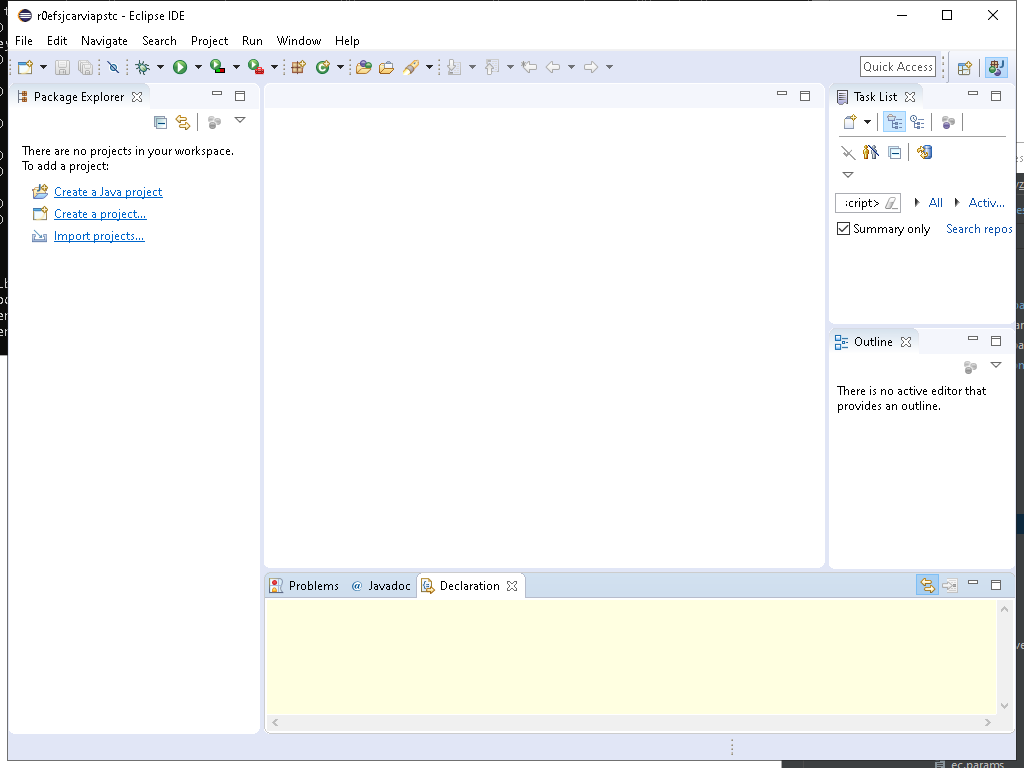 r0efsjcarviapstc - Eclipse IDE
File Edit Navigate Search Project Run Window Help
Quick Access
Package Explorer
There are no projects in your workspace.
To add a project:
Create a Java project
Create a project...
Import projects...
Task List
All Activ...
Summary only Search repos
Outline
There is no active editor that
provides an outline.
Problems @ Javadoc Declaration
ec.params